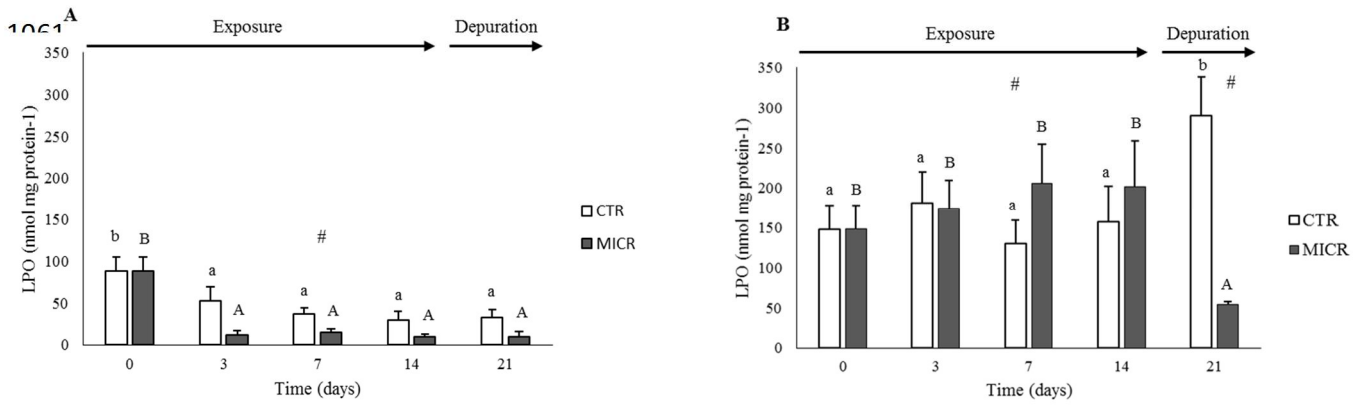 1061
A
Exposure Depuration
LPO (nmol mg protein-1)
350
300
250
200
150
100
50
0
b B a A # a A a A a A
0 3 7 14 21
Time (days)
CTR
MICR
B
Exposure Depuration
LPO (nmol mg protein-1)
350
300
250
200
150
100
50
0
a B a B # a B a B b # A
0 3 7 14 21
Time (days)
CTR
MICR